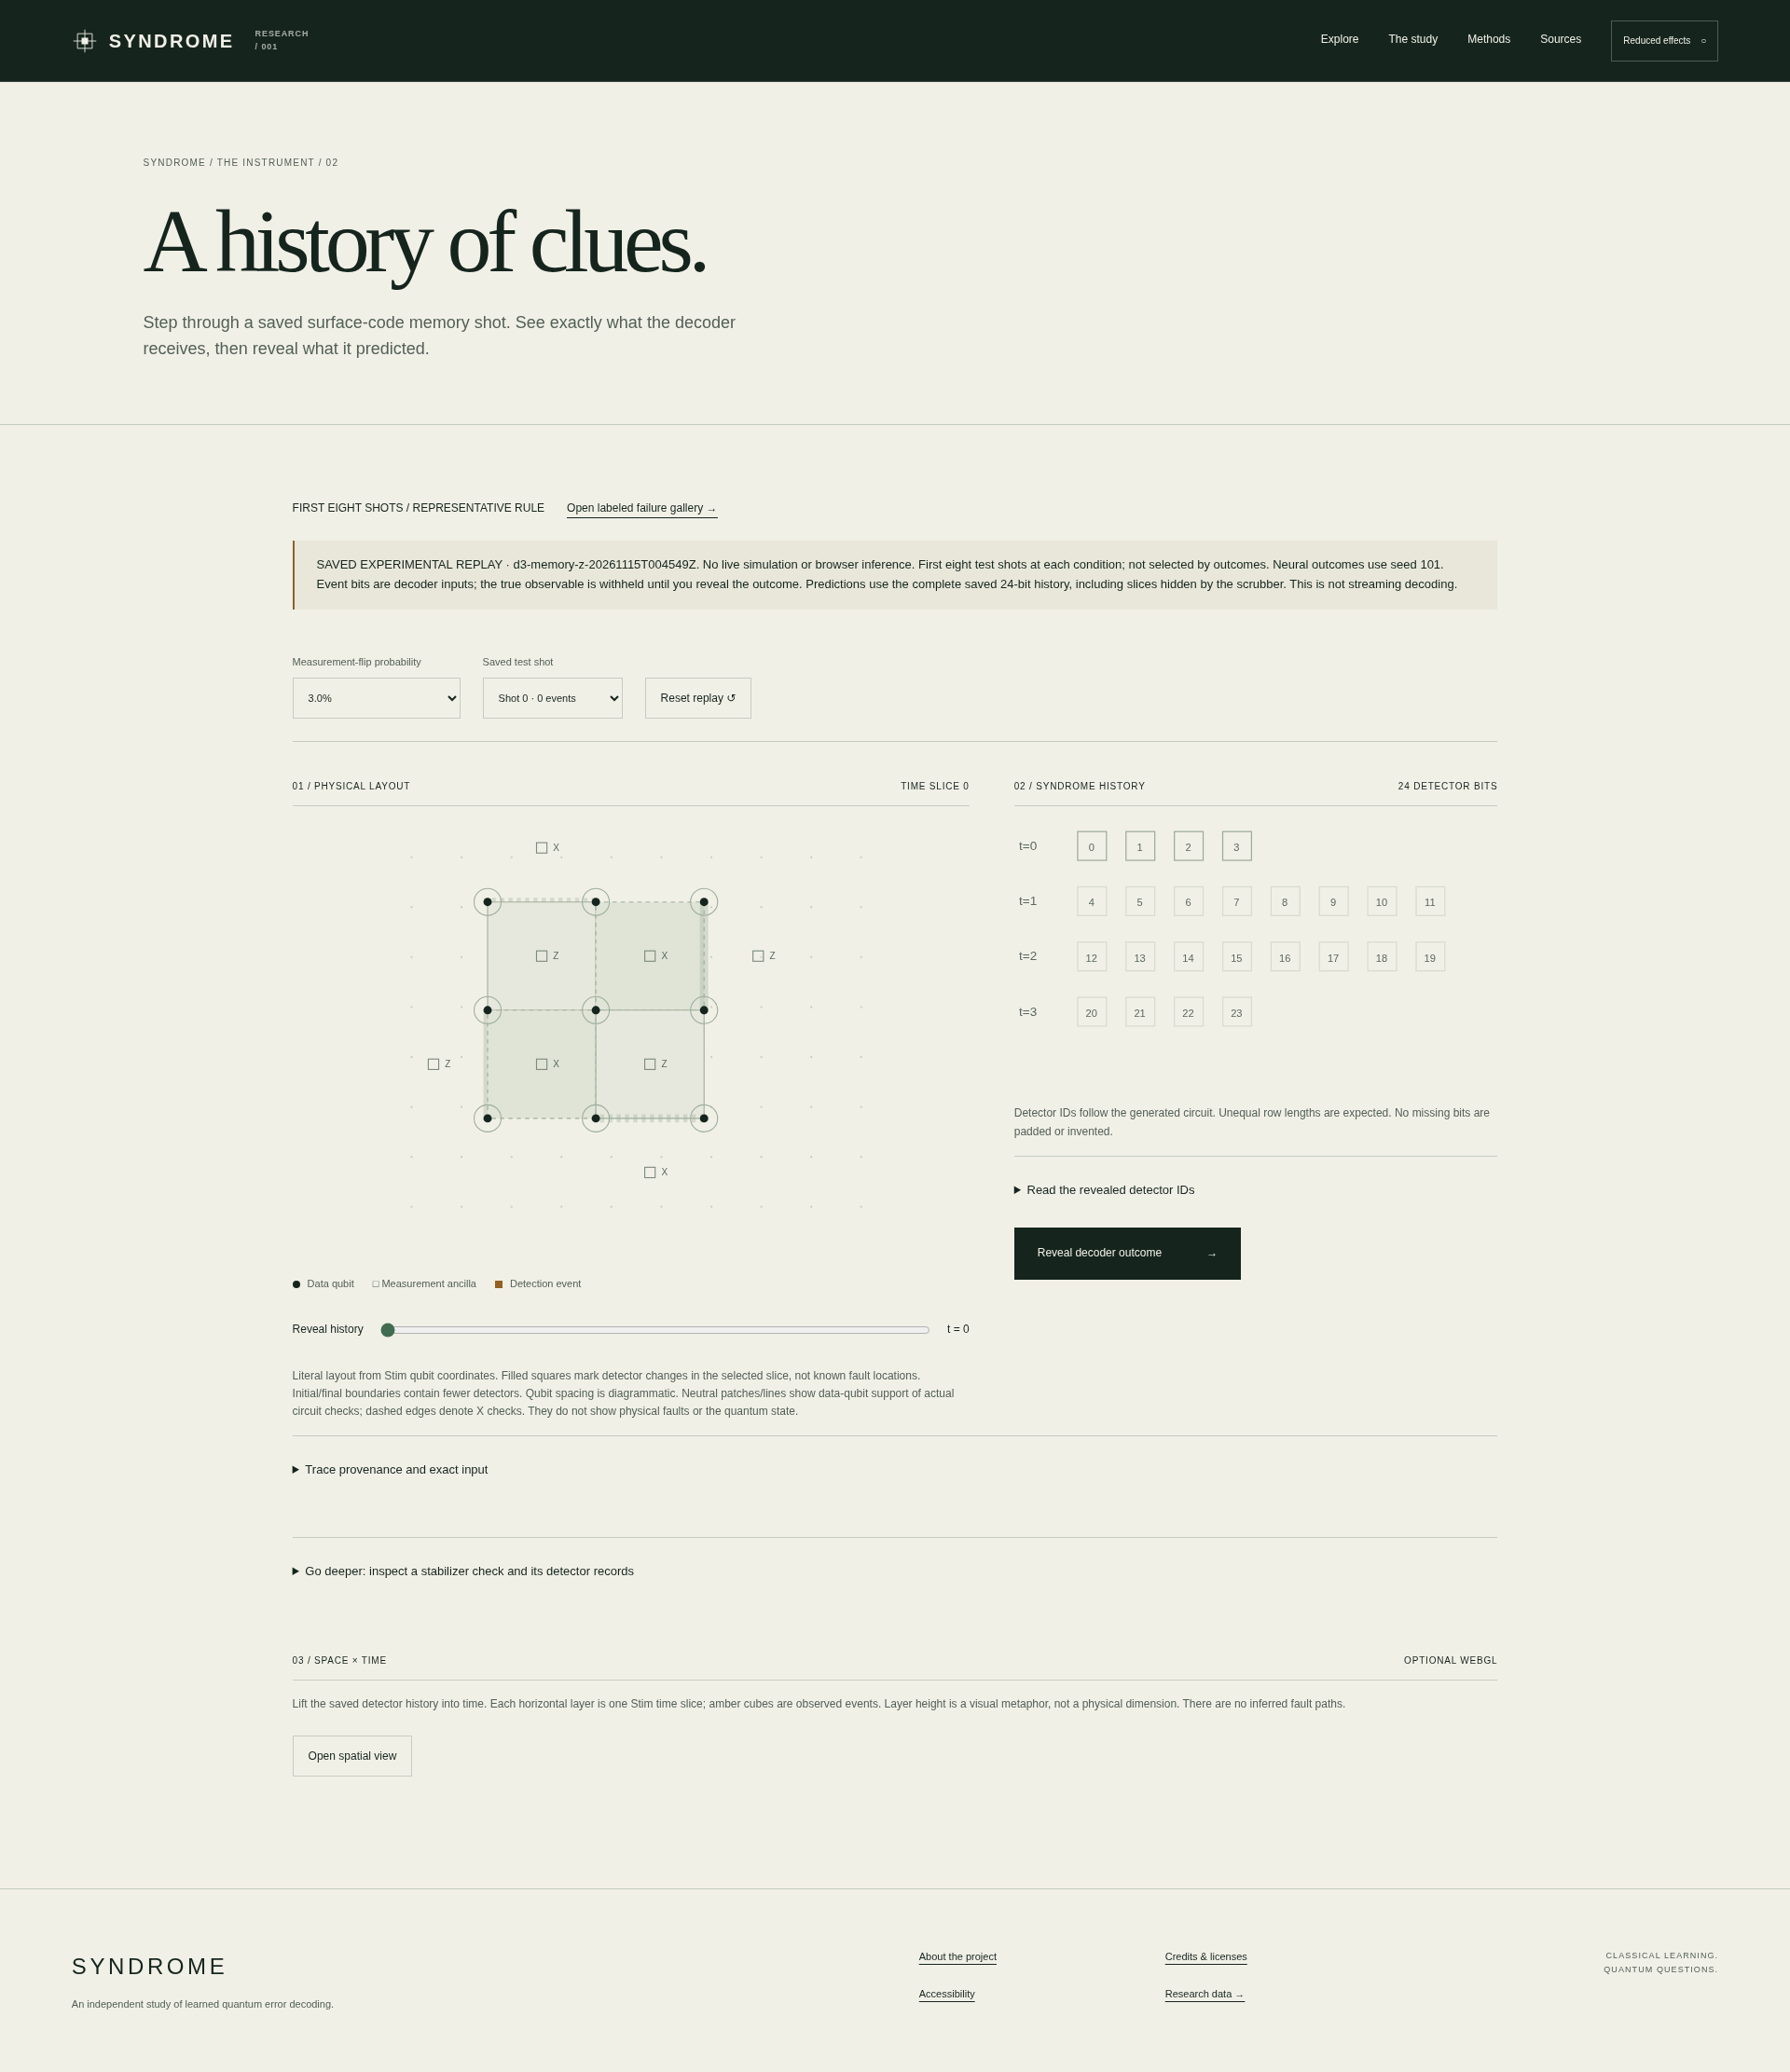 SYNDROME
RESEARCH
/ 001
Explore
The study
Methods
Sources
Reduced effects ○
SYNDROME / THE INSTRUMENT / 02
A history of clues.
Step through a saved surface-code memory shot. See exactly what the decoder
receives, then reveal what it predicted.
FIRST EIGHT SHOTS / REPRESENTATIVE RULE
Open labeled failure gallery →
SAVED EXPERIMENTAL REPLAY · d3-memory-z-20261115T004549Z. No live simulation or browser inference. First eight test shots at each condition; not selected by outcomes. Neural outcomes use seed 101.
Event bits are decoder inputs; the true observable is withheld until you reveal the outcome. Predictions use the complete saved 24-bit history, including slices hidden by the scrubber. This is not streaming decoding.
Measurement-flip probability
Saved test shot
3.0%
Shot 0 · 0 events
Reset replay ↺
01 / PHYSICAL LAYOUT
TIME SLICE 0
X
Z X Z
Z X Z
X
Data qubit
□ Measurement ancilla
Detection event
Reveal history
t = 0
Literal layout from Stim qubit coordinates. Filled squares mark detector changes in the selected slice, not known fault locations.
Initial/final boundaries contain fewer detectors. Qubit spacing is diagrammatic. Neutral patches/lines show data-qubit support of actual
circuit checks; dashed edges denote X checks. They do not show physical faults or the quantum state.
02 / SYNDROME HISTORY
24 DETECTOR BITS
t=0 0 1 2 3
t=1 4 5 6 7 8 9 10 11
t=2 12 13 14 15 16 17 18 19
t=3 20 21 22 23
Detector IDs follow the generated circuit. Unequal row lengths are expected. No missing bits are
padded or invented.
▶ Read the revealed detector IDs
Reveal decoder outcome →
▶ Trace provenance and exact input
▶ Go deeper: inspect a stabilizer check and its detector records
03 / SPACE × TIME
OPTIONAL WEBGL
Lift the saved detector history into time. Each horizontal layer is one Stim time slice; amber cubes are observed events. Layer height is a visual metaphor, not a physical dimension. There are no inferred fault paths.
Open spatial view
SYNDROME
An independent study of learned quantum error decoding.
About the project
Accessibility
Credits & licenses
Research data →
CLASSICAL LEARNING.
QUANTUM QUESTIONS.